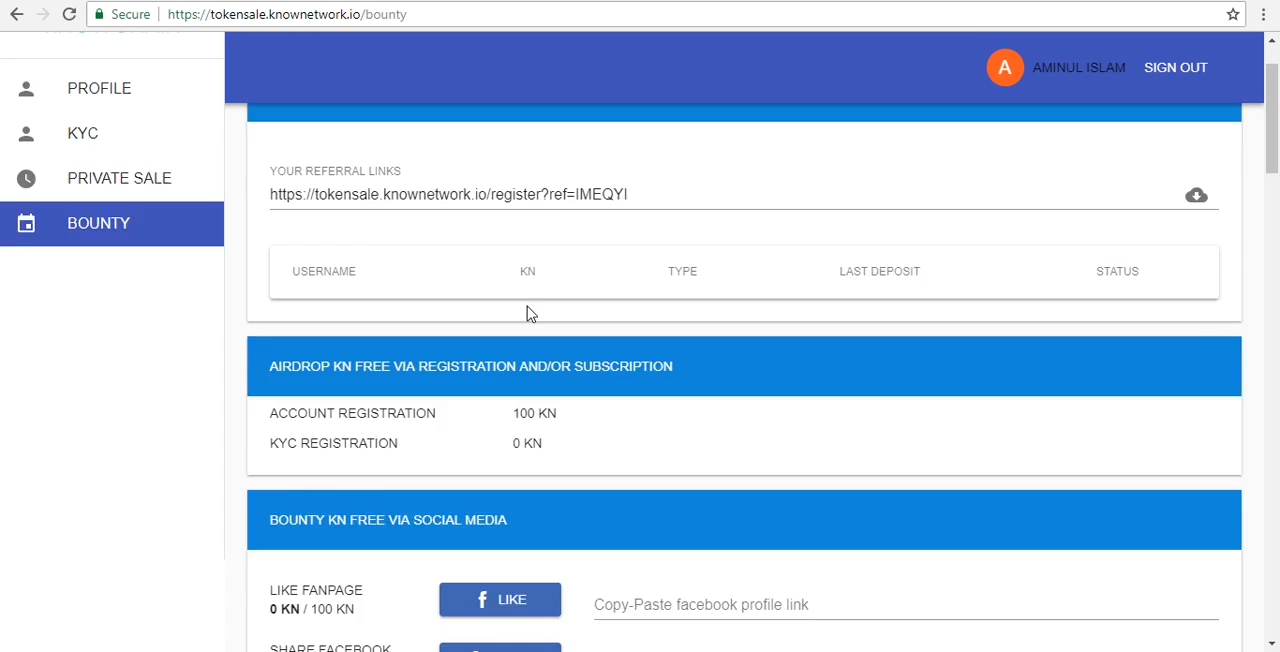 Secure https://tokensale.knownetwork.io/bounty
A AMINUL ISLAM SIGN OUT
PROFILE
KYC
PRIVATE SALE
BOUNTY
YOUR REFERRAL LINKS
https://tokensale.knownetwork.io/register?ref=IMEQYI
USERNAME KN TYPE LAST DEPOSIT STATUS
AIRDROP KN FREE VIA REGISTRATION AND/OR SUBSCRIPTION
ACCOUNT REGISTRATION 100 KN
KYC REGISTRATION 0 KN
BOUNTY KN FREE VIA SOCIAL MEDIA
LIKE FANPAGE
0 KN / 100 KN
f LIKE
Copy-Paste facebook profile link
SHARE FACEBOOK